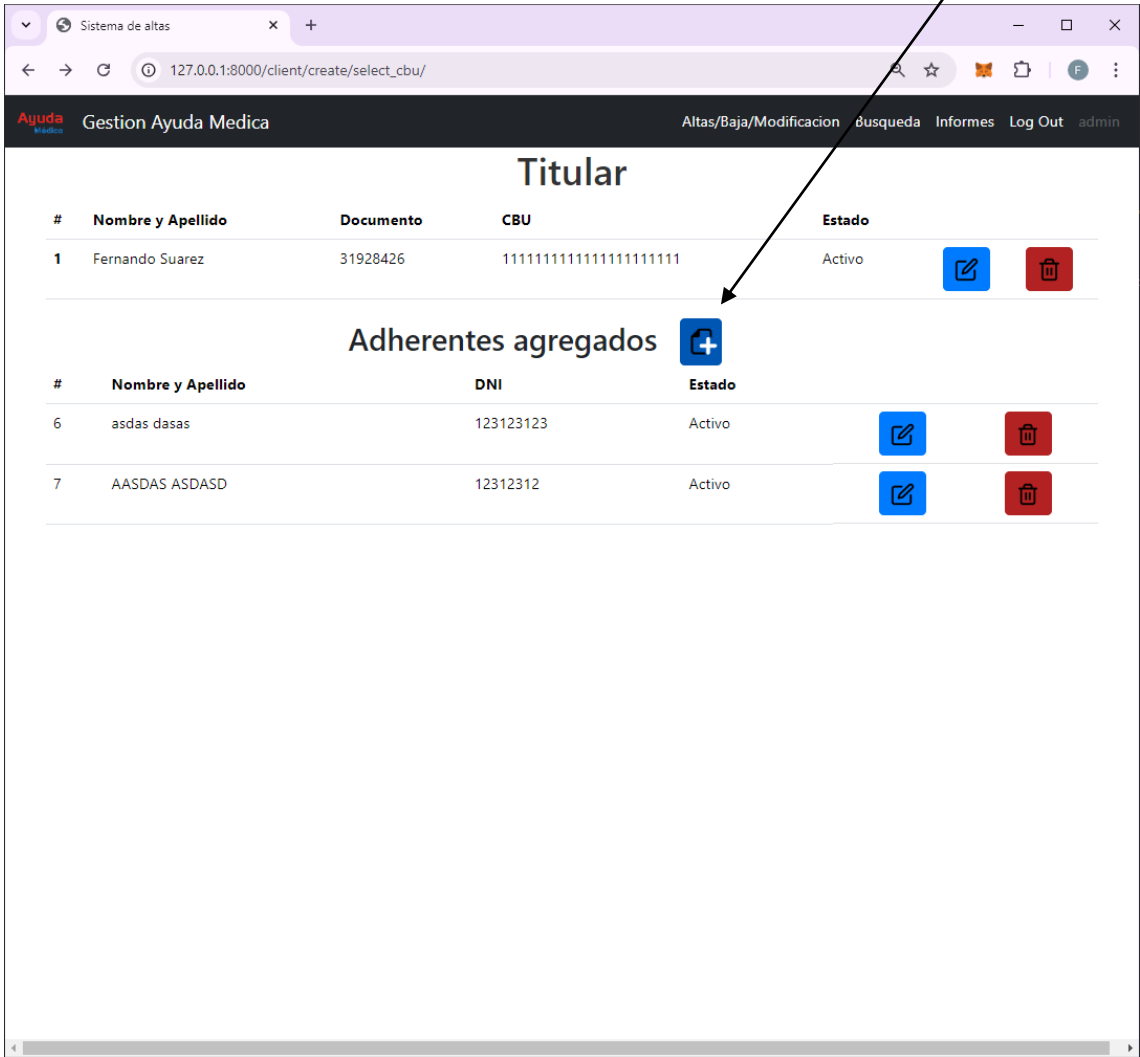 Sistema de altas
127.0.0.1:8000/client/create/select_cbu/
F
Ayuda
Médica
Gestion Ayuda Medica
Altas/Baja/Modificacion Busqueda Informes Log Out admin
Titular
# Nombre y Apellido Documento CBU Estado
1 Fernando Suarez 31928426 1111111111111111111111 Activo
Adherentes agregados
# Nombre y Apellido DNI Estado
6 asdas dasas 123123123 Activo
7 AASDAS ASDASD 12312312 Activo